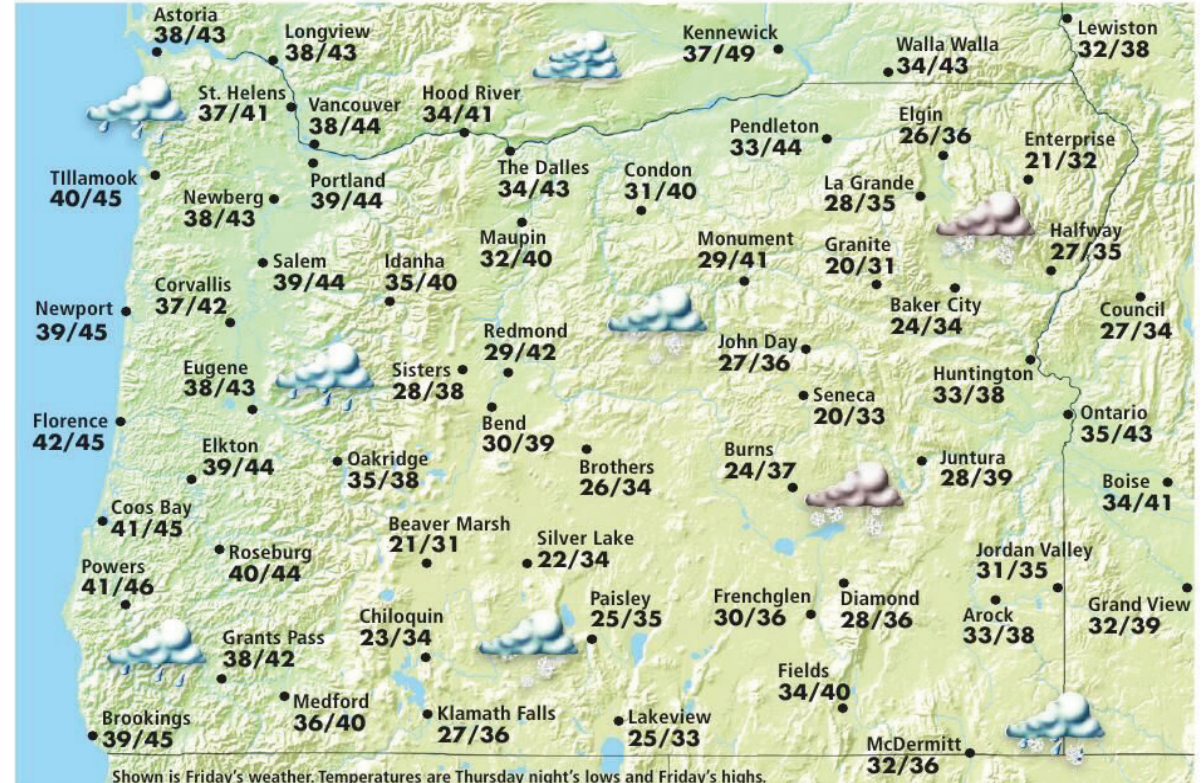 Astoria
38/43
Longview
38/43
Kennewick
37/49
Walla Walla
34/43
Lewiston
32/38
St. Helens
37/41
Vancouver
38/44
Hood River
34/41
Pendleton
33/44
Elgin
26/36
Enterprise
21/32
TIllamook
40/45
Newberg
38/43
Portland
39/44
The Dalles
34/43
Condon
31/40
La Grande
28/35
Halfway
27/35
Salem
39/44
Idanha
35/40
Maupin
32/40
Monument
29/41
Granite
20/31
Baker City
24/34
Council
27/34
Newport
39/45
Corvallis
37/42
Redmond
29/42
John Day
27/36
Huntington
33/38
Eugene
38/43
Sisters
28/38
Seneca
20/33
Ontario
35/43
Florence
42/45
Elkton
39/44
Oakridge
35/38
Bend
30/39
Brothers
26/34
Burns
24/37
Juntura
28/39
Boise
34/41
Coos Bay
41/45
Roseburg
40/44
Beaver Marsh
21/31
Silver Lake
22/34
Jordan Valley
31/35
Powers
41/46
Chiloquin
23/34
Paisley
25/35
Frenchglen
30/36
Diamond
28/36
Arock
33/38
Grand View
32/39
Grants Pass
38/42
Medford
36/40
Klamath Falls
27/36
Lakeview
25/33
Fields
34/40
Brookings
39/45
McDermitt
32/36
Shown is Friday's weather. Temperatures are Thursday night's lows and Friday's highs.